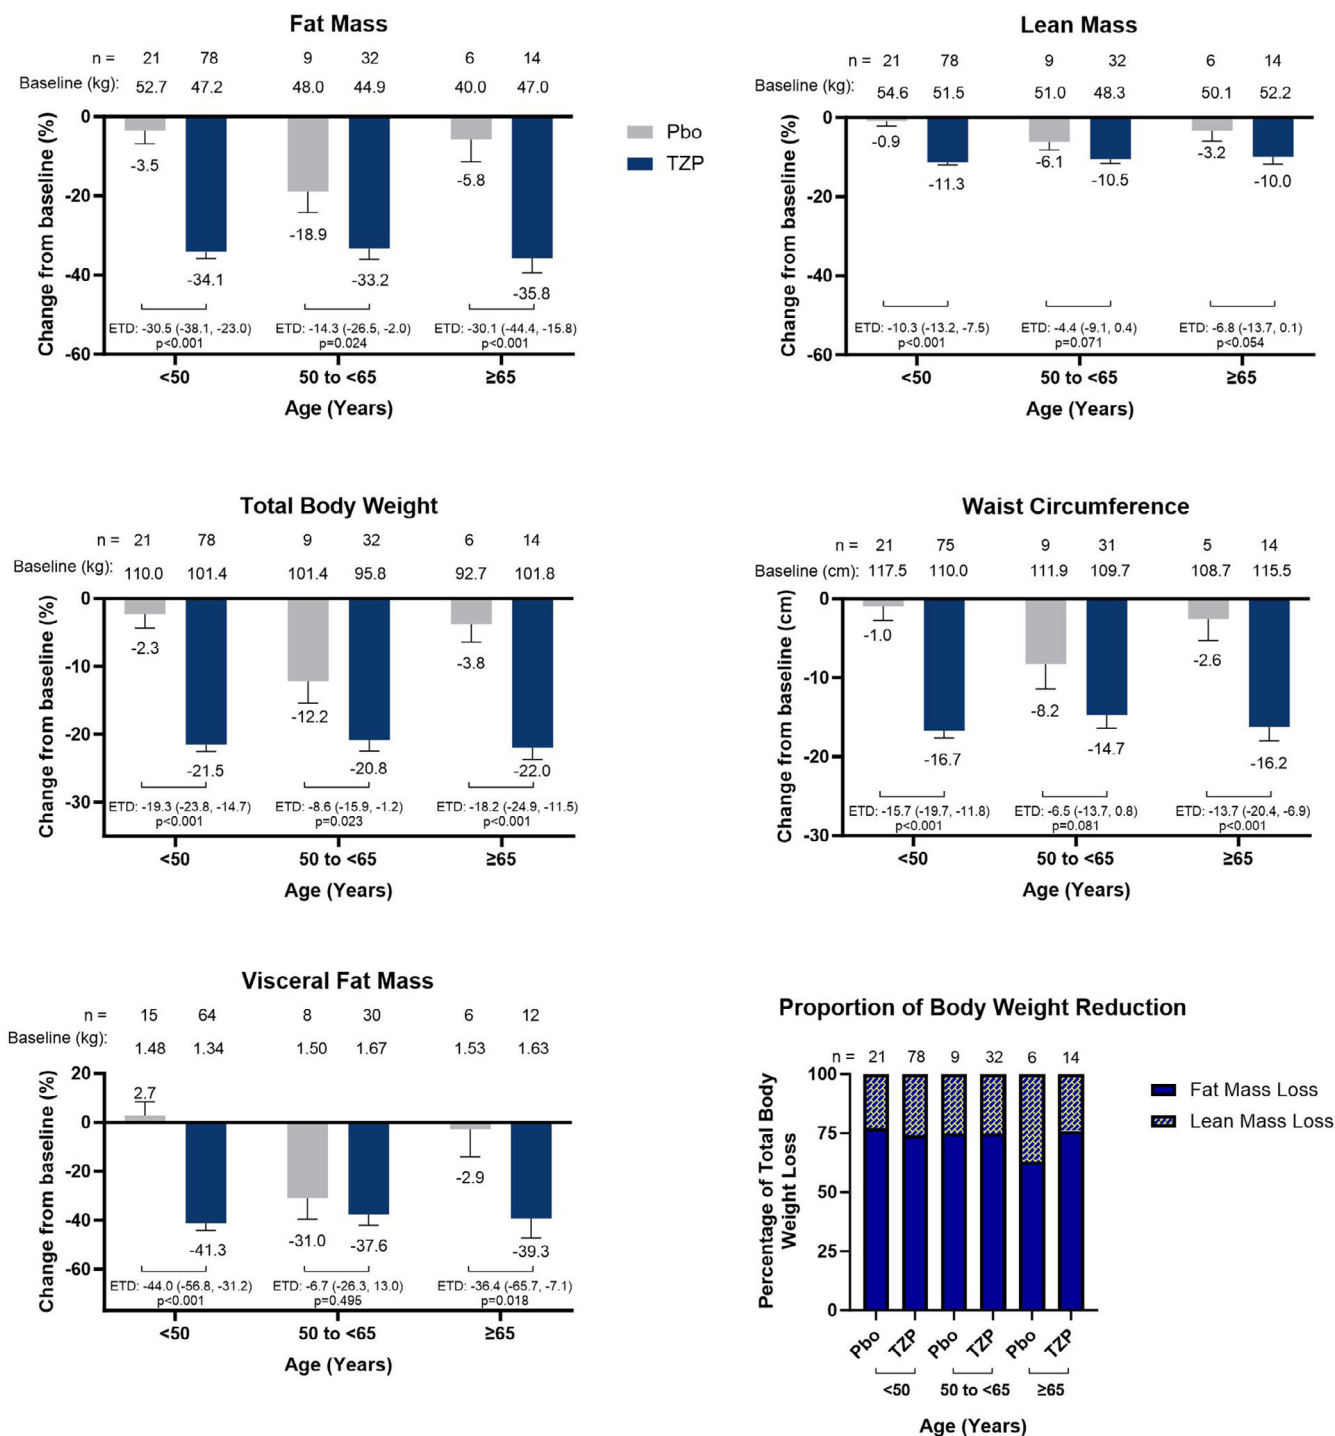 Fat Mass
n = 21 78 9 32 6 14
Baseline (kg): 52.7 47.2 48.0 44.9 40.0 47.0
Change from baseline (%)
0
-20
-40
-60
-3.5
-34.1
-18.9
-33.2
-5.8
-35.8
ETD: -30.5 (-38.1, -23.0)
p<0.001
ETD: -14.3 (-26.5, -2.0)
p=0.024
ETD: -30.1 (-44.4, -15.8)
p<0.001
<50 50 to <65 ≥65
Age (Years)
Pbo
TZP
Lean Mass
n = 21 78 9 32 6 14
Baseline (kg): 54.6 51.5 51.0 48.3 50.1 52.2
Change from baseline (%)
0
-20
-40
-60
-0.9
-11.3
-6.1
-10.5
-3.2
-10.0
ETD: -10.3 (-13.2, -7.5)
p<0.001
ETD: -4.4 (-9.1, 0.4)
p=0.071
ETD: -6.8 (-13.7, 0.1)
p<0.054
<50 50 to <65 ≥65
Age (Years)
Total Body Weight
n = 21 78 9 32 6 14
Baseline (kg): 110.0 101.4 101.4 95.8 92.7 101.8
Change from baseline (%)
0
-10
-20
-30
-2.3
-21.5
-12.2
-20.8
-3.8
-22.0
ETD: -19.3 (-23.8, -14.7)
p<0.001
ETD: -8.6 (-15.9, -1.2)
p=0.023
ETD: -18.2 (-24.9, -11.5)
p<0.001
<50 50 to <65 ≥65
Age (Years)
Waist Circumference
n = 21 75 9 31 5 14
Baseline (cm): 117.5 110.0 111.9 109.7 108.7 115.5
Change from baseline (cm)
0
-10
-20
-30
-1.0
-16.7
-8.2
-14.7
-2.6
-16.2
ETD: -15.7 (-19.7, -11.8)
p<0.001
ETD: -6.5 (-13.7, 0.8)
p=0.081
ETD: -13.7 (-20.4, -6.9)
p<0.001
<50 50 to <65 ≥65
Age (Years)
Visceral Fat Mass
n = 15 64 8 30 6 12
Baseline (kg): 1.48 1.34 1.50 1.67 1.53 1.63
Change from baseline (%)
20
0
-20
-40
-60
2.7
-41.3
-31.0
-37.6
-2.9
-39.3
ETD: -44.0 (-56.8, -31.2)
p<0.001
ETD: -6.7 (-26.3, 13.0)
p=0.495
ETD: -36.4 (-65.7, -7.1)
p=0.018
<50 50 to <65 ≥65
Age (Years)
Proportion of Body Weight Reduction
n = 21 78 9 32 6 14
Percentage of Total Body
Weight Loss
100
75
50
25
0
Pbo TZP Pbo TZP Pbo TZP
<50 50 to <65 ≥65
Age (Years)
Fat Mass Loss
Lean Mass Loss